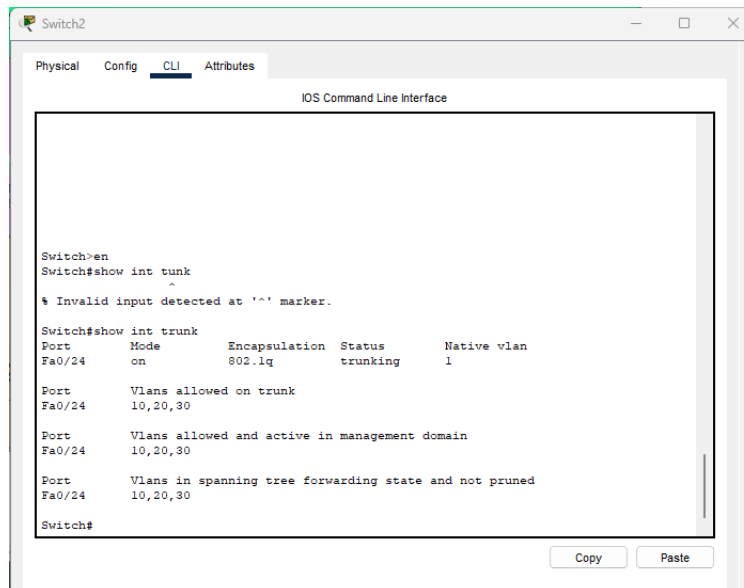 Switch2
Physical Config CLI Attributes
IOS Command Line Interface
Switch>en
Switch#show int tunk
^
% Invalid input detected at '^' marker.
Switch#show int trunk
Port Mode Encapsulation Status Native vlan
Fa0/24 on 802.1q trunking 1
Port Vlans allowed on trunk
Fa0/24 10,20,30
Port Vlans allowed and active in management domain
Fa0/24 10,20,30
Port Vlans in spanning tree forwarding state and not pruned
Fa0/24 10,20,30
Switch#
Copy Paste